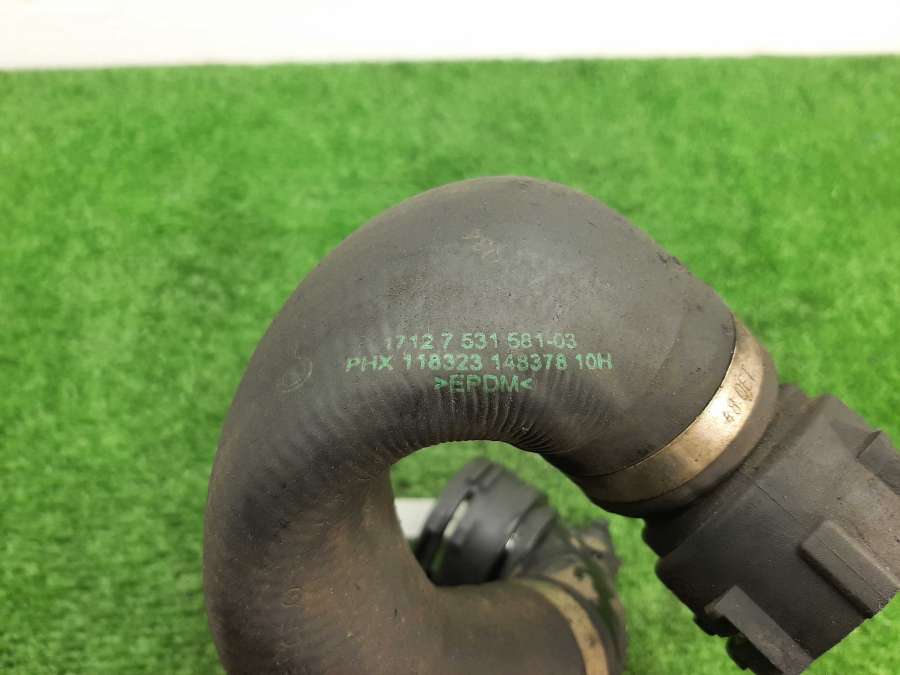 1712 7 531 581-03
PHX 118323 148378 10H
>EPDM<